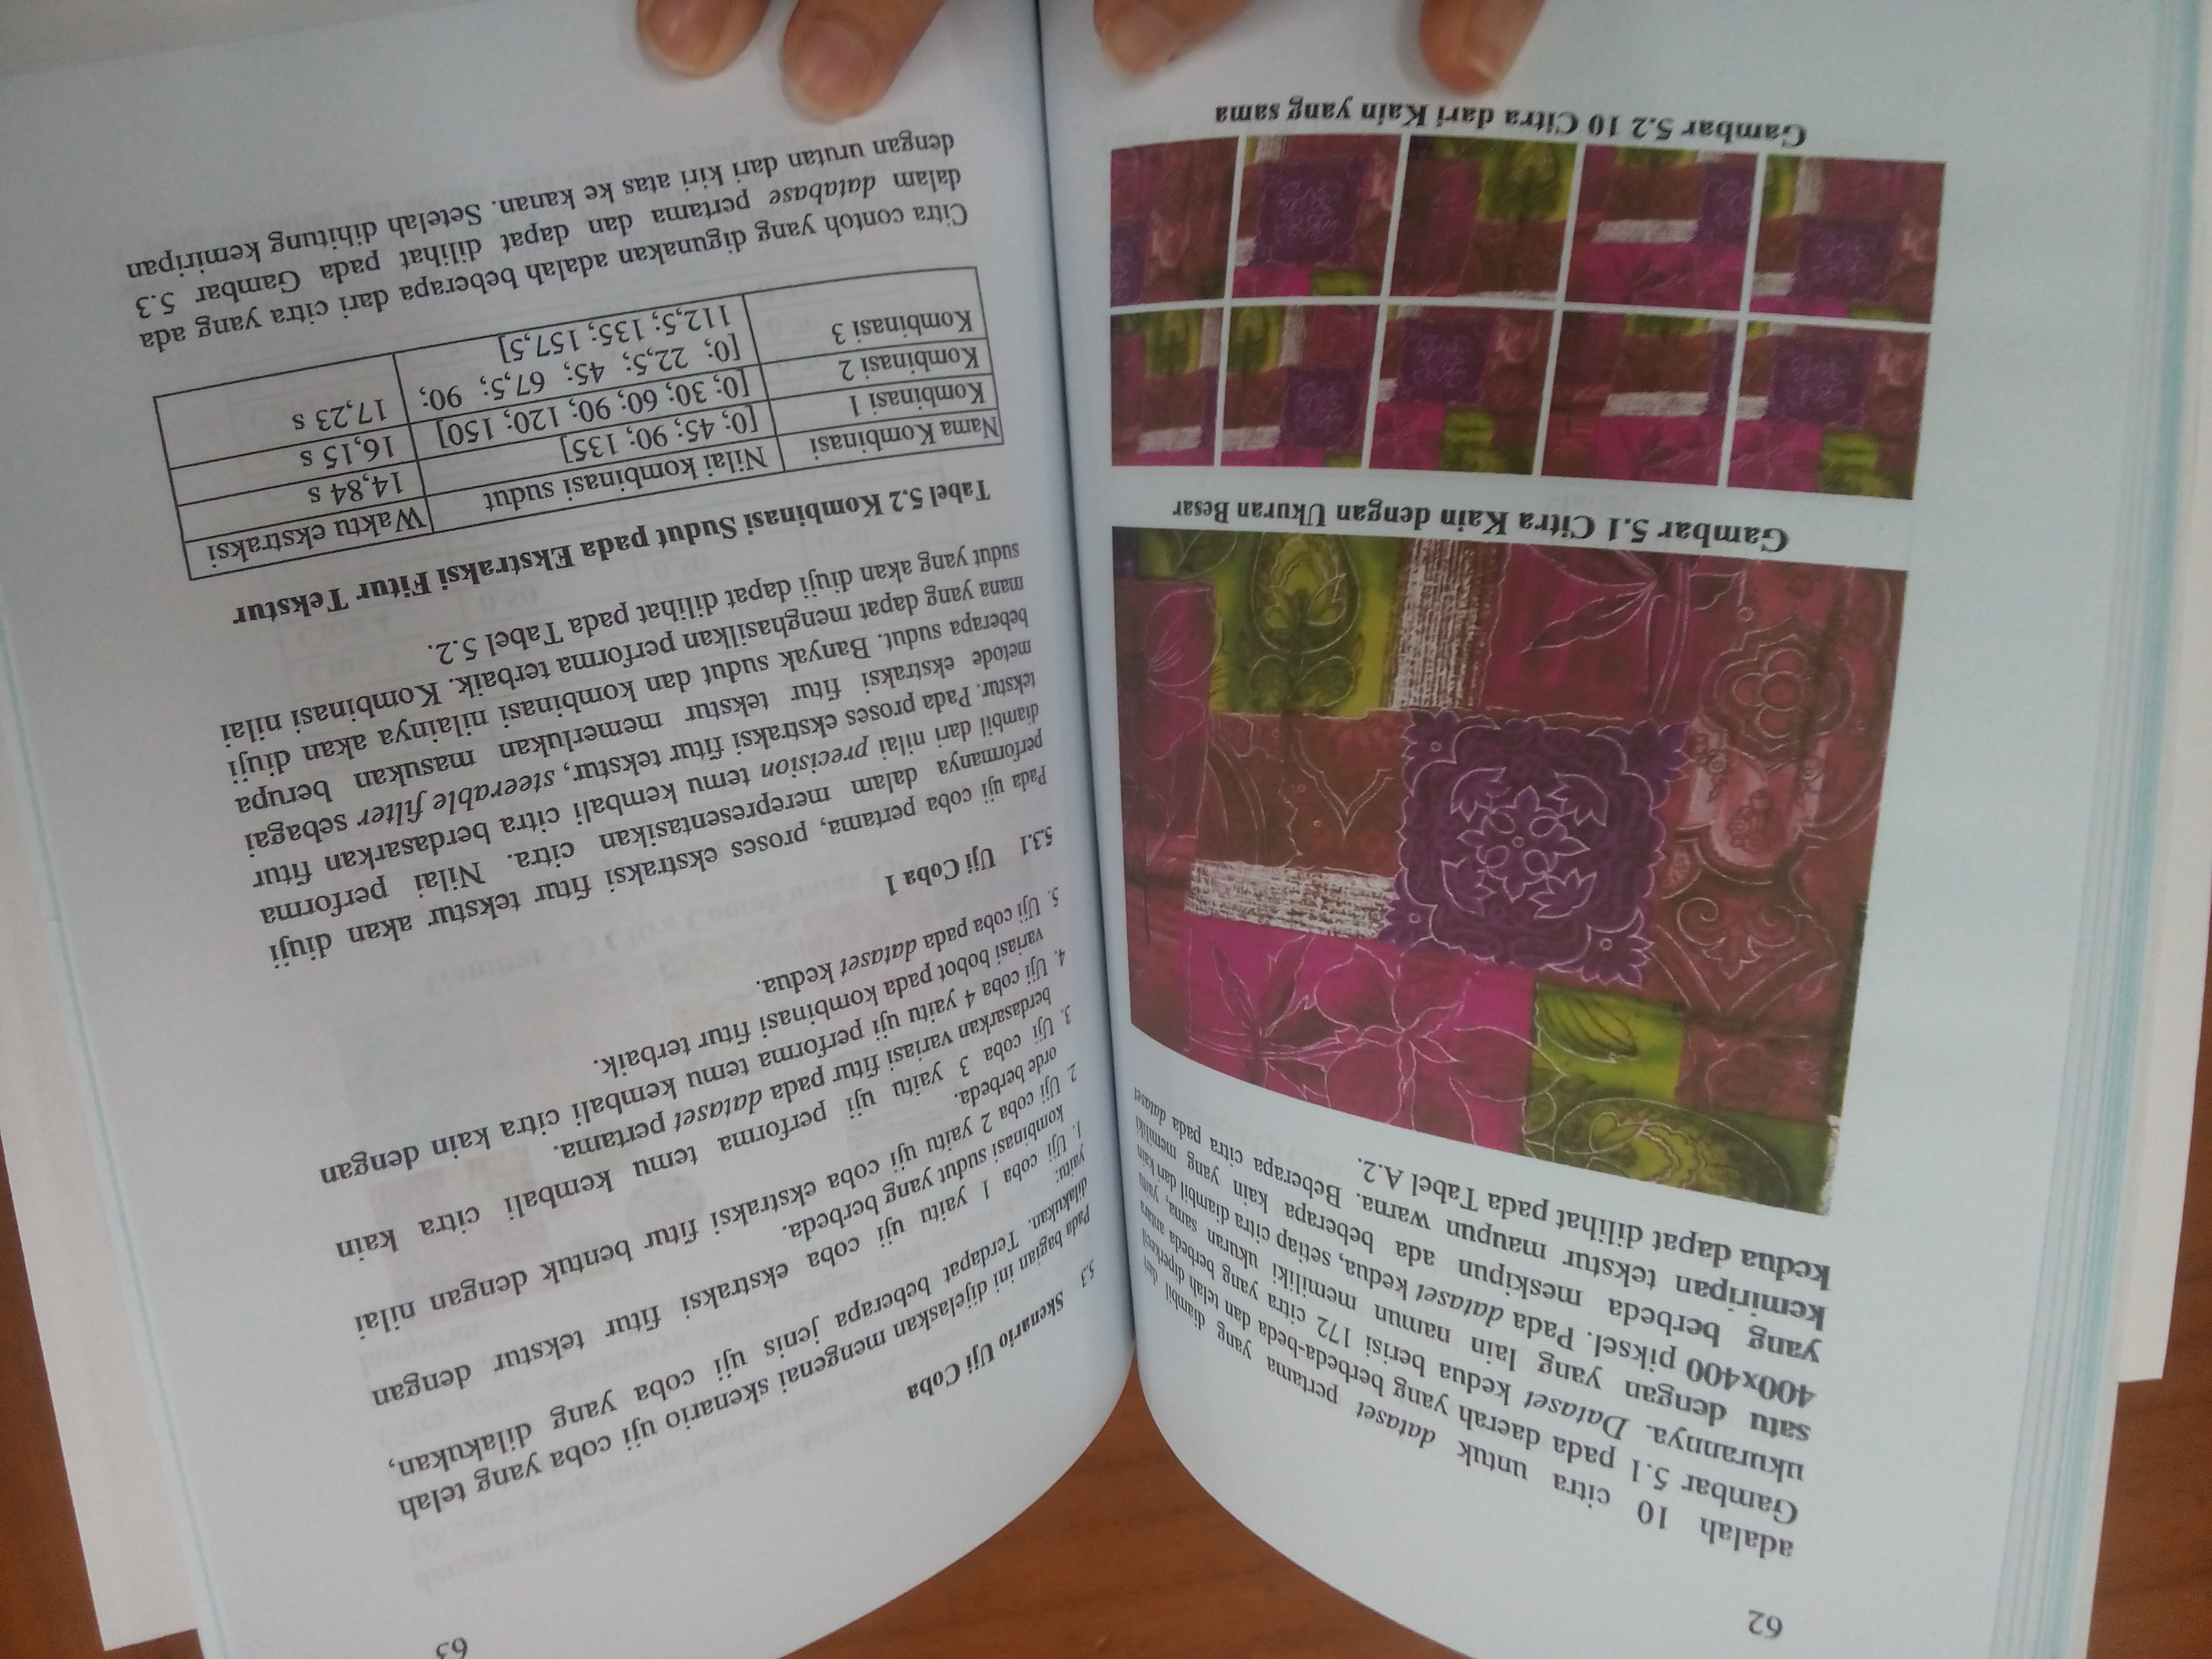 62
adalah 10 citra untuk dataset pertama yang diambil dari
Gambar 5.1 pada daerah yang berbeda-beda dan telah diperkecil
ukurannya. Dataset kedua berisi 172 citra yang berbeda antara
satu dengan yang lain namun memiliki ukuran sama, yaitu
400x400 piksel. Pada dataset kedua, setiap citra diambil dari kain
yang berbeda meskipun ada beberapa kain yang memiliki
kemiripan tekstur maupun warna. Beberapa citra pada dataset
kedua dapat dilihat pada Tabel A.2.
Gambar 5.1 Citra Kain dengan Ukuran Besar
Gambar 5.2 10 Citra dari Kain yang sama
63
5.3 Skenario Uji Coba
Pada bagian ini dijelaskan mengenai skenario uji coba yang telah
dilakukan. Terdapat beberapa jenis uji coba yang dilakukan,
yaitu:
1. Uji coba 1 yaitu uji coba ekstraksi fitur tekstur dengan
kombinasi sudut yang berbeda.
2. Uji coba 2 yaitu uji coba ekstraksi fitur bentuk dengan nilai
orde berbeda.
3. Uji coba 3 yaitu uji performa temu kembali citra kain
berdasarkan variasi fitur pada dataset pertama.
4. Uji coba 4 yaitu uji performa temu kembali citra kain dengan
variasi bobot pada kombinasi fitur terbaik.
5. Uji coba pada dataset kedua.
5.3.1 Uji Coba 1
Pada uji coba pertama, proses ekstraksi fitur tekstur akan diuji
performanya dalam merepresentasikan citra. Nilai performa
diambil dari nilai precision temu kembali citra berdasarkan fitur
tekstur. Pada proses ekstraksi fitur tekstur, steerable filter sebagai
metode ekstraksi fitur tekstur memerlukan masukan berupa
beberapa sudut. Banyak sudut dan kombinasi nilainya akan diuji
mana yang dapat menghasilkan performa terbaik. Kombinasi nilai
sudut yang akan diuji dapat dilihat pada Tabel 5.2.
Tabel 5.2 Kombinasi Sudut pada Ekstraksi Fitur Tekstur
Nama Kombinasi Nilai kombinasi sudut Waktu ekstraksi
Kombinasi 1 [0; 45; 90; 135] 14,84 s
Kombinasi 2 [0; 30; 60; 90; 120; 150] 16,15 s
Kombinasi 3 [0; 22,5; 45; 67,5; 90; 17,23 s
112,5; 135; 157,5]
Citra contoh yang digunakan adalah beberapa dari citra yang ada
dalam database pertama dan dapat dilihat pada Gambar 5.3
dengan urutan dari kiri atas ke kanan. Setelah dihitung kemiripan